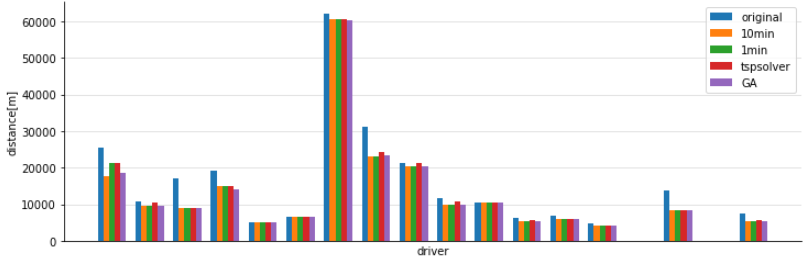 60000
50000
40000
30000
20000
10000
0
distance[m]
driver
original
10min
1min
tspsolver
GA